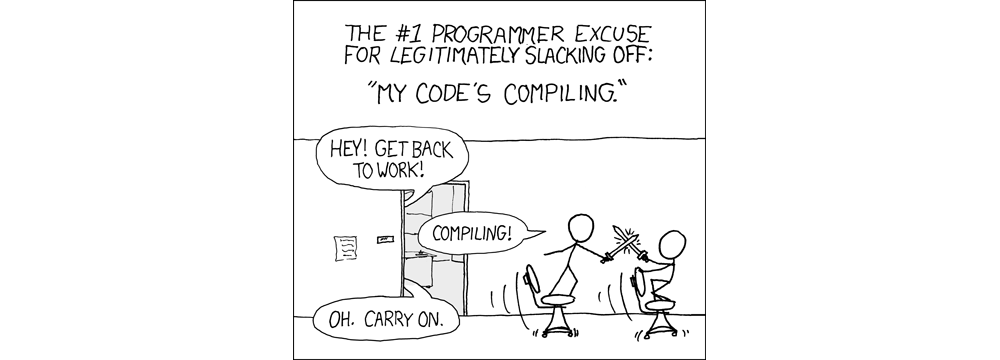 THE #1 PROGRAMMER EXCUSE
FOR LEGITIMATELY SLACKING OFF:
"MY CODE'S COMPILING."
HEY! GET BACK
TO WORK!
COMPILING!
OH. CARRY ON.